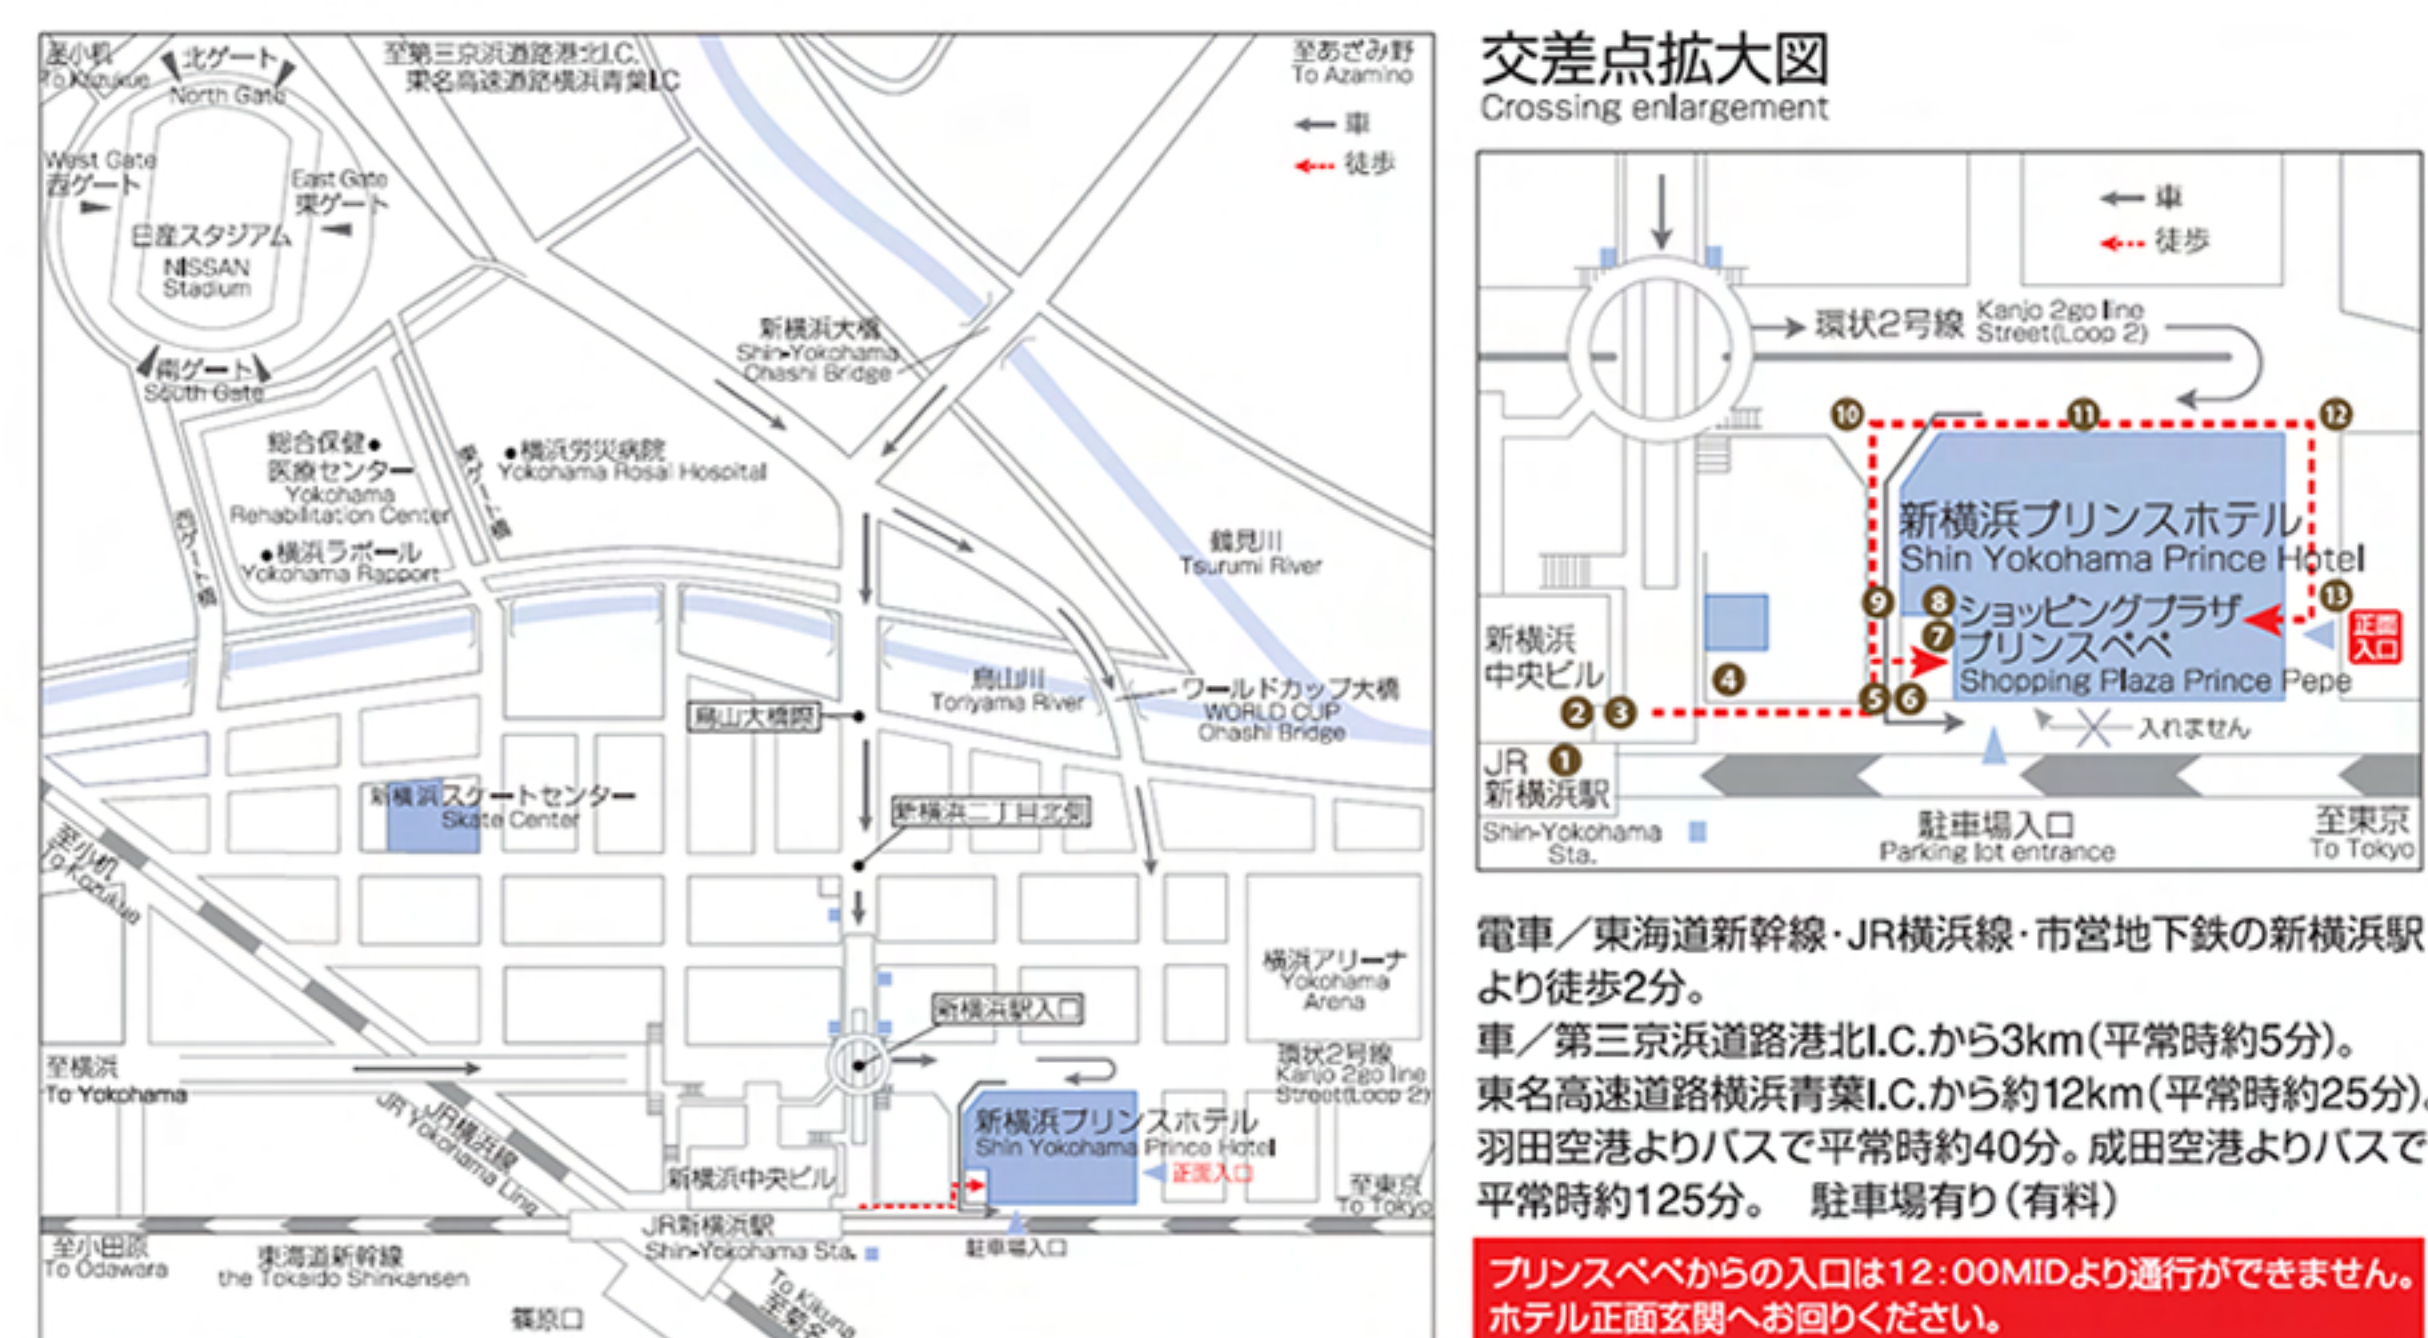 至小机
To Kozukue
北ゲート
North Gate
至第三京浜道路港北I.C.
東名高速道路横浜青葉I.C
至あざみ野
To Azamino
車
徒歩
West Gate
西ゲート
East Gate
東ゲート
日産スタジアム
NISSAN
Stadium
南ゲート
South Gate
新横浜大橋
Shin-Yokohama
Ohashi Bridge
総合保健
医療センター
Yokohama
Rehabilitation Center
横浜労災病院
Yokohama Rosai Hospital
横浜ラポール
Yokohama Rapport
鶴見川
Tsurumi River
鳥山川
Toriyama River
ワールドカップ大橋
WORLD CUP
Ohashi Bridge
鳥山大橋際
新横浜スケートセンター
Skate Center
新横浜二丁目北側
至小机
To Kozukue
横浜アリーナ
Yokohama
Arena
新横浜駅入口
至横浜
To Yokohama
環状2号線
Kanjo 2go line
Street(Loop 2)
JR横浜線
JR Yokohama Line
新横浜プリンスホテル
Shin Yokohama Prince Hotel
正面入口
新横浜中央ビル
至東京
To Tokyo
JR新横浜駅
Shin-Yokohama Sta.
駐車場入口
至小田原
To Odawara
東海道新幹線
the Tokaido Shinkansen
篠原口
To Kikuna
至菊名
交差点拡大図
Crossing enlargement
車
徒歩
環状2号線
Kanjo 2go line
Street(Loop 2)
10
11
12
新横浜プリンスホテル
Shin Yokohama Prince Hotel
9
8
ショッピングプラザ
13
7
プリンスペペ
Shopping Plaza Prince Pepe
正面
入口
新横浜
中央ビル
4
2
3
5
6
入れません
JR
1
新横浜駅
Shin-Yokohama
Sta.
駐車場入口
Parking lot entrance
至東京
To Tokyo
電車／東海道新幹線・JR横浜線・市営地下鉄の新横浜駅
より徒歩2分。
車／第三京浜道路港北I.C.から3km（平常時約5分）。
東名高速道路横浜青葉I.C.から約12km（平常時約25分）。
羽田空港よりバスで平常時約40分。成田空港よりバスで
平常時約125分。 駐車場有り（有料）
プリンスペペからの入口は12:00MIDより通行ができません。
ホテル正面玄関へお回りください。